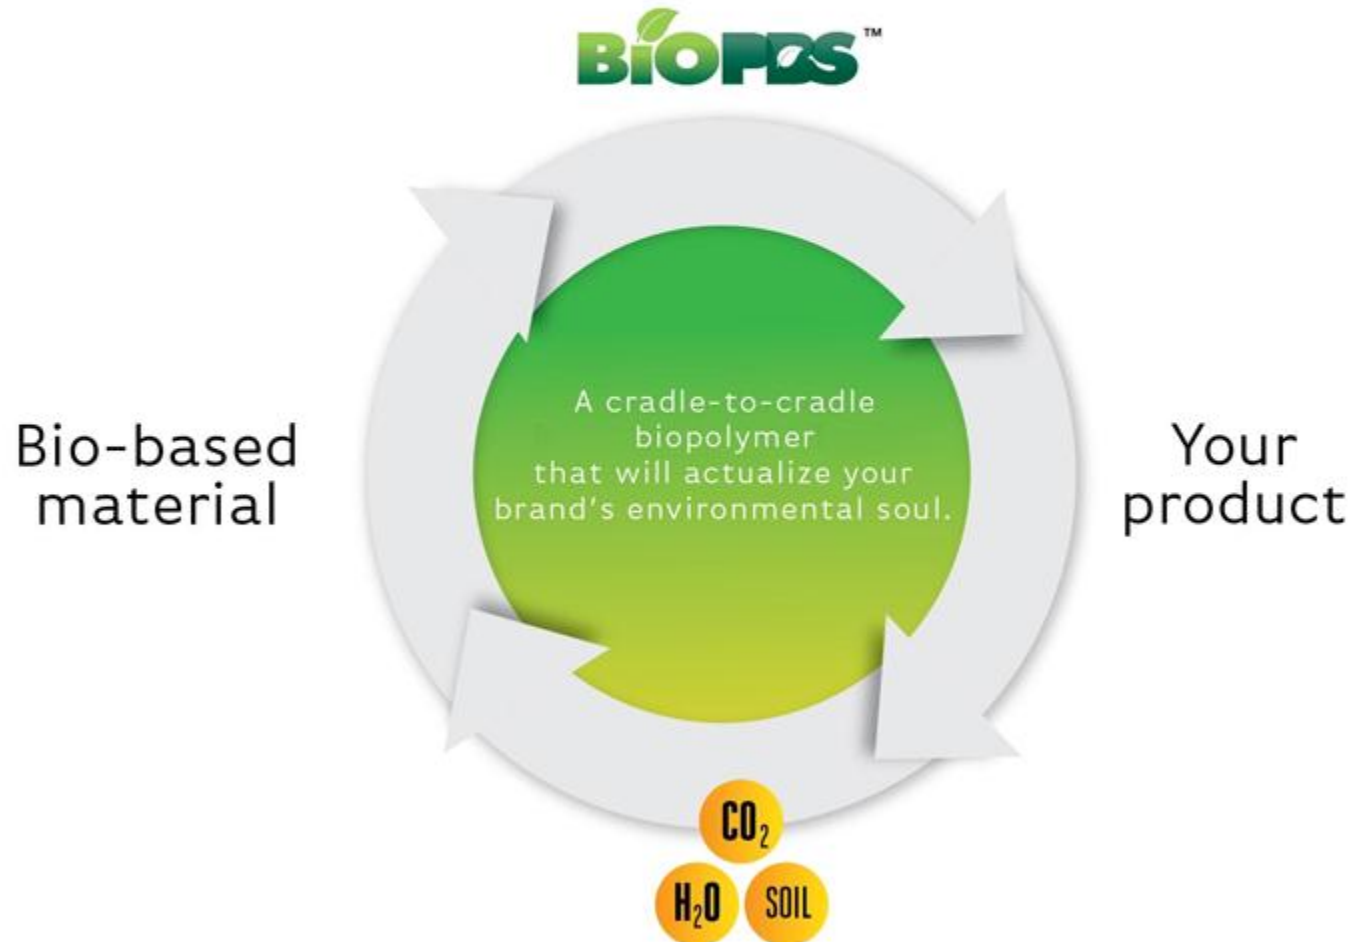 BiOPBS™
Bio-based
material
A cradle-to-cradle
biopolymer
that will actualize your
brand's environmental soul.
Your
product
CO₂
H₂O
SOIL